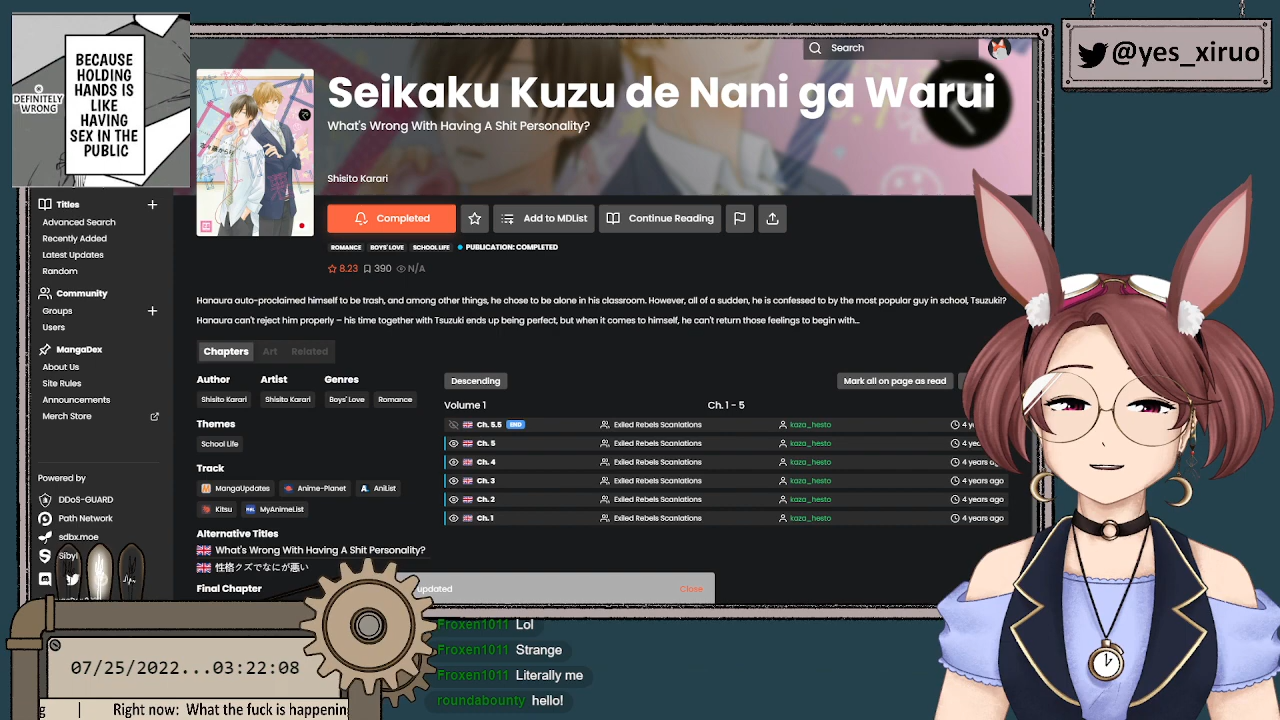 BECAUSE
HOLDING
HANDS IS
LIKE
HAVING
SEX IN THE
PUBLIC
DEFINITELY
WRONG
Search
@yes_xiruo
Seikaku Kuzu de Nani ga Warui
What's Wrong With Having A Shit Personality?
Shisito Karari
Completed
Add to MDList
Continue Reading
ROMANCE BOYS' LOVE SCHOOL LIFE PUBLICATION: COMPLETED
8.23 390 N/A
Hanaura auto-proclaimed himself to be trash, and among other things, he chose to be alone in his classroom. However, all of a sudden, he is confessed to by the most popular guy in school, Tsuzuki!?
Hanaura can't reject him properly – his time together with Tsuzuki ends up being perfect, but when it comes to himself, he can't return those feelings to begin with...
Titles
Advanced Search
Recently Added
Latest Updates
Random
Community
Groups
Users
MangaDex
About Us
Site Rules
Announcements
Merch Store
Powered by
DDoS-GUARD
Path Network
sdbx.moe
Siby
Chapters Art Related
Author Artist Genres
Shisito Karari Shisito Karari Boys' Love Romance
Themes
School Life
Track
MangaUpdates Anime-Planet AniList
Kitsu MyAnimeList
Alternative Titles
What's Wrong With Having A Shit Personality?
性格クズでなにが悪い
Final Chapter
Descending Mark all on page as read
Volume 1 Ch. 1 - 5
Ch. 5.5 END Exiled Rebels Scanlations kaza_hesto 4 ye
Ch. 5 Exiled Rebels Scanlations kaza_hesto 4 years
Ch. 4 Exiled Rebels Scanlations kaza_hesto 4 years ag
Ch. 3 Exiled Rebels Scanlations kaza_hesto 4 years ago
Ch. 2 Exiled Rebels Scanlations kaza_hesto 4 years ago
Ch. 1 Exiled Rebels Scanlations kaza_hesto 4 years ago
updated Close
Froxen1011 Lol
Froxen1011 Strange
Froxen1011 Literally me
roundabounty hello!
07/25/2022...03:22:08
g | Right now: What the fuck is happenin